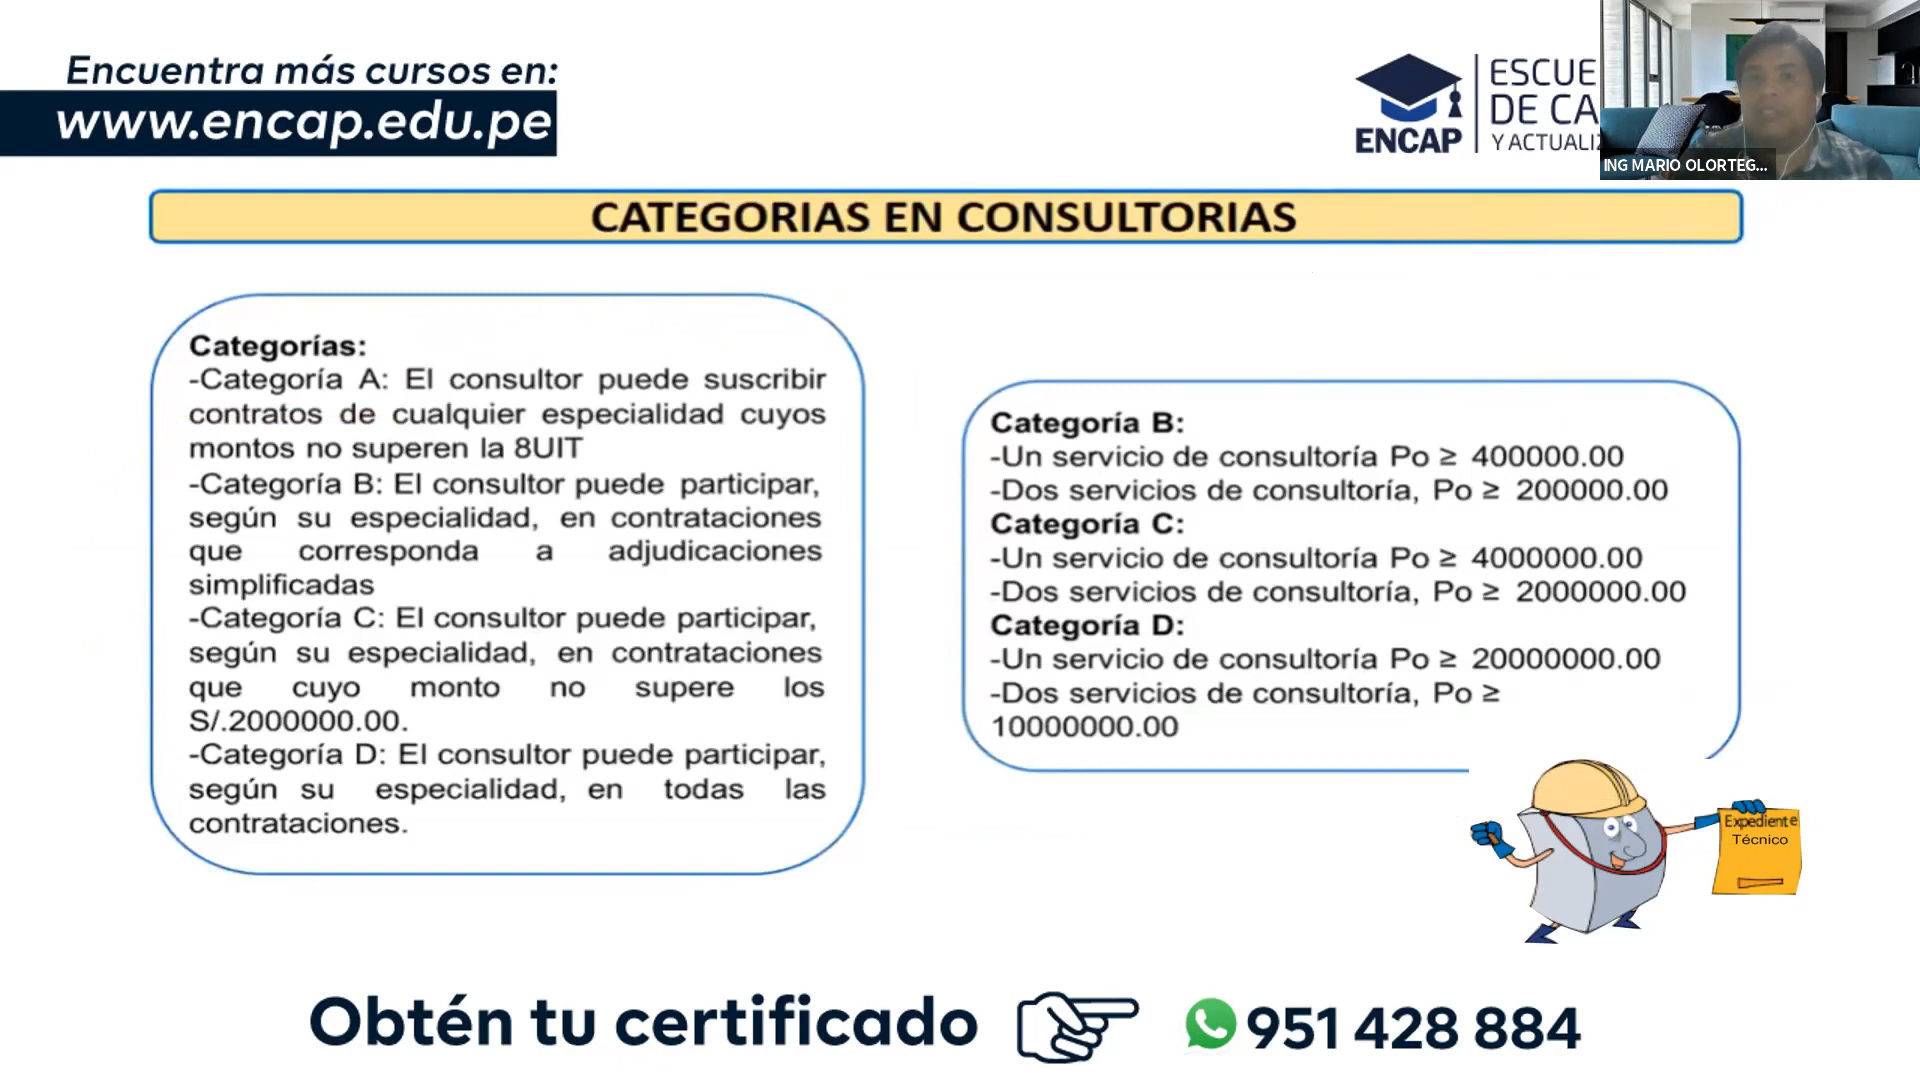 Encuentra más cursos en:
www.encap.edu.pe
ENCAP
ESCUE
DE CA
Y ACTUALIZ
ING MARIO OLORTEG...
CATEGORIAS EN CONSULTORIAS
Categorías:
-Categoría A: El consultor puede suscribir
contratos de cualquier especialidad cuyos
montos no superen la 8UIT
-Categoría B: El consultor puede participar,
según su especialidad, en contrataciones
que corresponda a adjudicaciones
simplificadas
-Categoría C: El consultor puede participar,
según su especialidad, en contrataciones
que cuyo monto no supere los
S/.2000000.00.
-Categoría D: El consultor puede participar,
según su especialidad, en todas las
contrataciones.
Categoría B:
-Un servicio de consultoría Po ≥ 400000.00
-Dos servicios de consultoría, Po ≥ 200000.00
Categoría C:
-Un servicio de consultoría Po ≥ 4000000.00
-Dos servicios de consultoría, Po ≥ 2000000.00
Categoría D:
-Un servicio de consultoría Po ≥ 20000000.00
-Dos servicios de consultoría, Po ≥
10000000.00
Expediente
Técnico
Obtén tu certificado
951 428 884